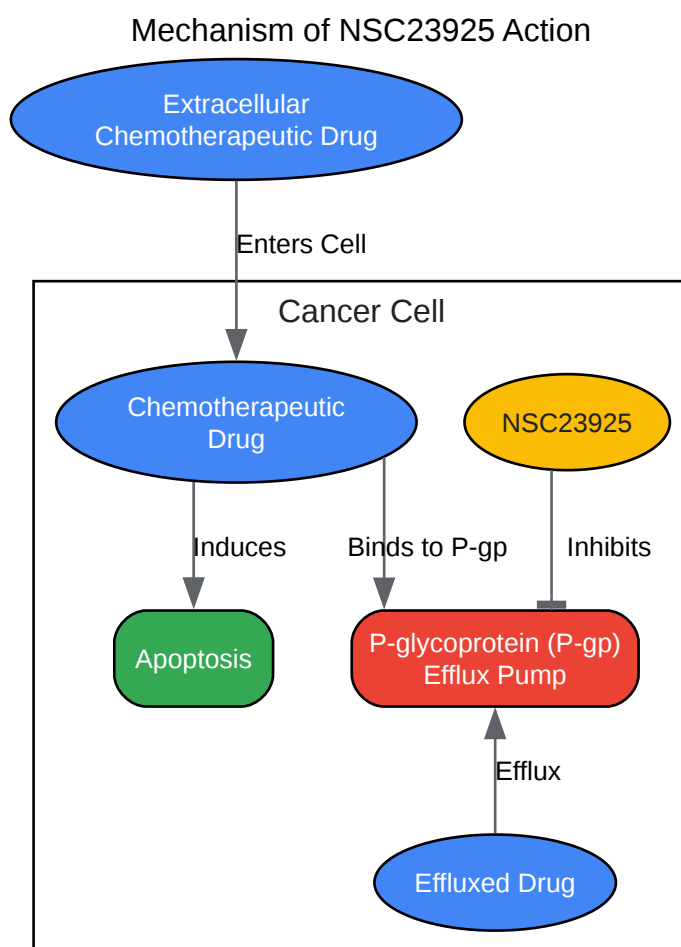 Mechanism of NSC23925 Action
Extracellular
Chemotherapeutic Drug
Enters Cell
Cancer Cell
Chemotherapeutic
Drug
NSC23925
Induces
Binds to P-gp
Inhibits
Apoptosis
P-glycoprotein (P-gp)
Efflux Pump
Efflux
Effluxed Drug